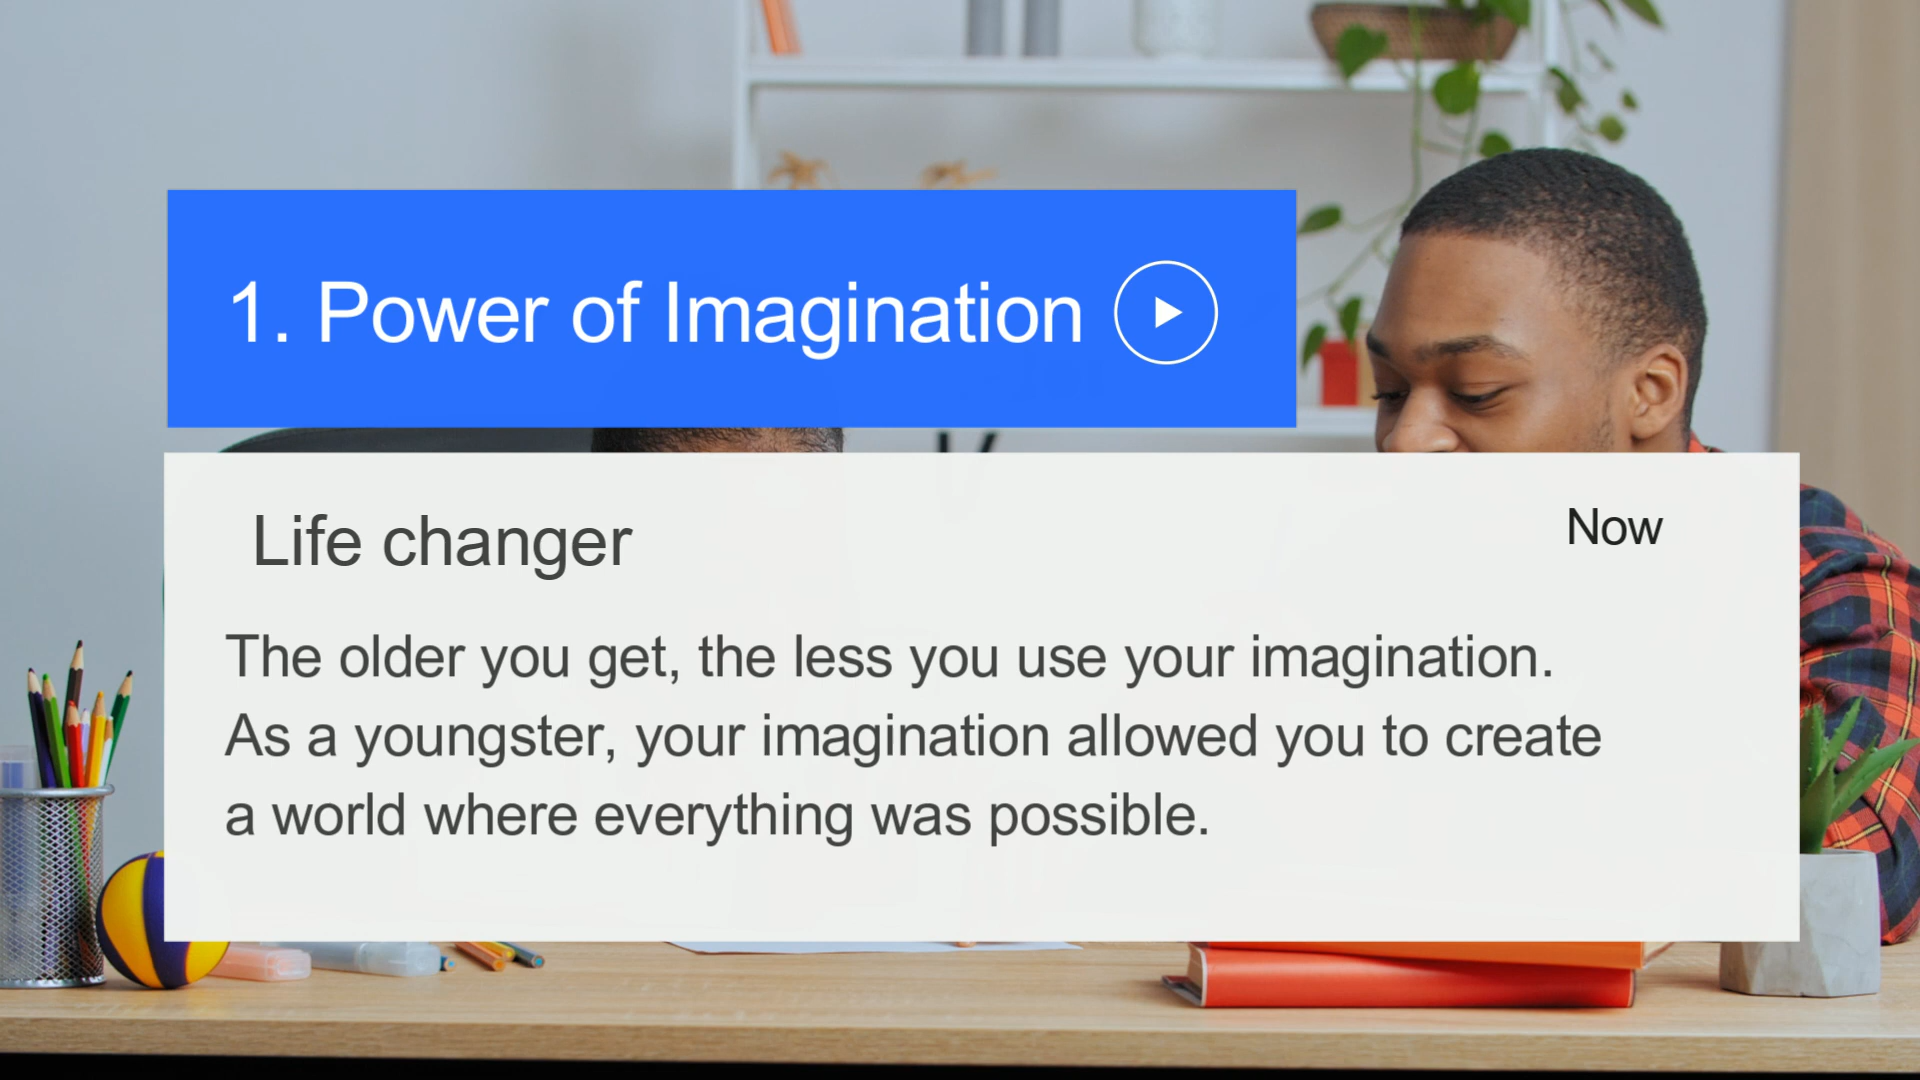 1. Power of Imagination
Life changer
Now
The older you get, the less you use your imagination.
As a youngster, your imagination allowed you to create
a world where everything was possible.